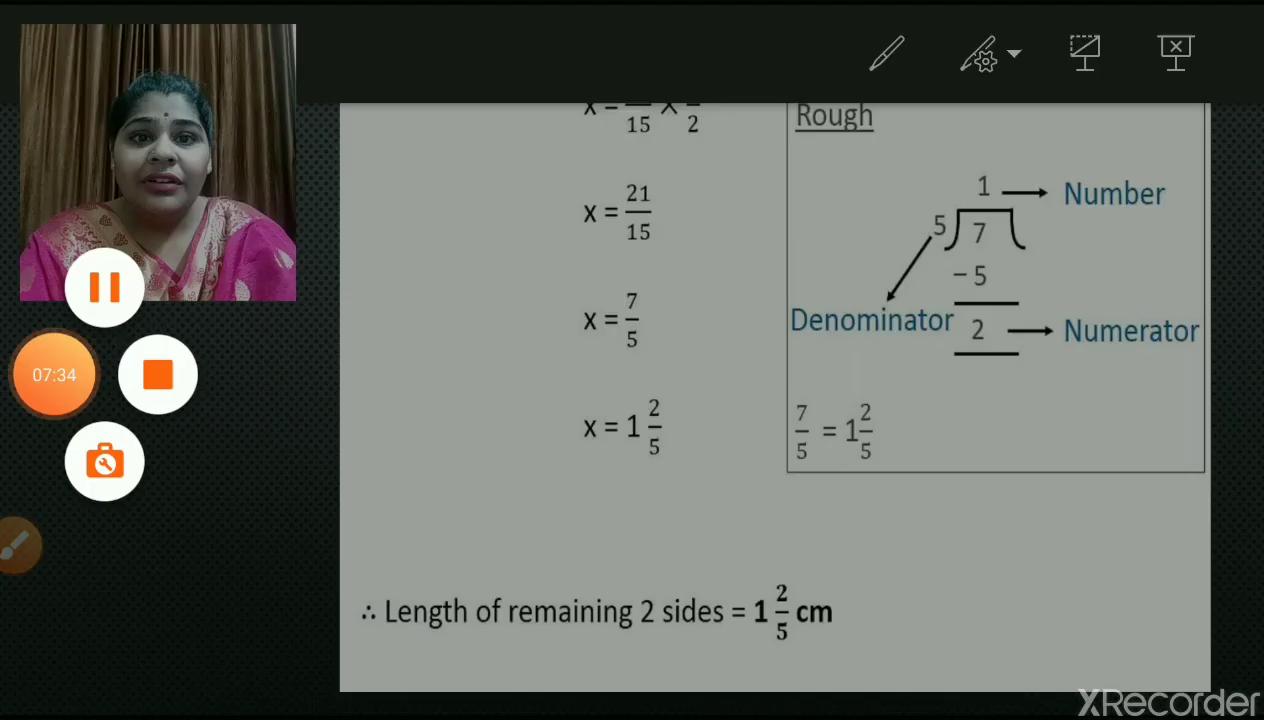 x = — × —
15 2
x = 21/15
x = 7/5
x = 1 2/5
∴ Length of remaining 2 sides = 1 2/5 cm
Rough
1 → Number
5 ) 7 (
− 5
Denominator 2 → Numerator
7/5 = 1 2/5
07:34
XRecorder